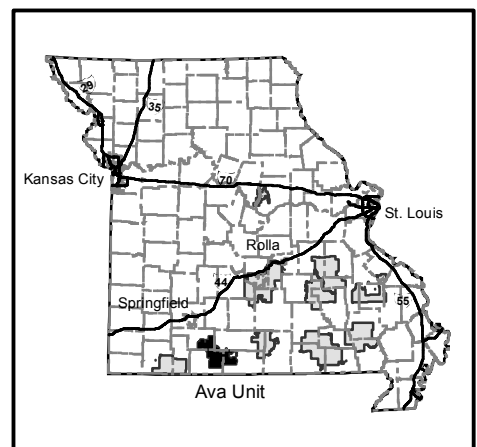 29
35
Kansas City
70
St. Louis
Rolla
44
Springfield
55
Ava Unit